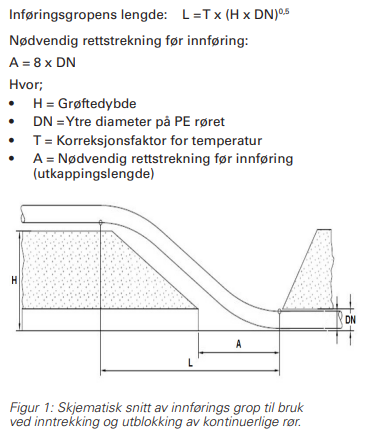 Inføringsgropens lengde: L =T x (H x DN)⁰,⁵
Nødvendig rettstrekning før innføring:
A = 8 x DN
Hvor;
• H = Grøftedybde
• DN =Ytre diameter på PE røret
• T = Korreksjonsfaktor for temperatur
• A = Nødvendig rettstrekning før innføring
(utkappingslengde)
H
DN
A
L
Figur 1: Skjematisk snitt av innførings grop til bruk
ved inntrekking og utblokking av kontinuerlige rør.